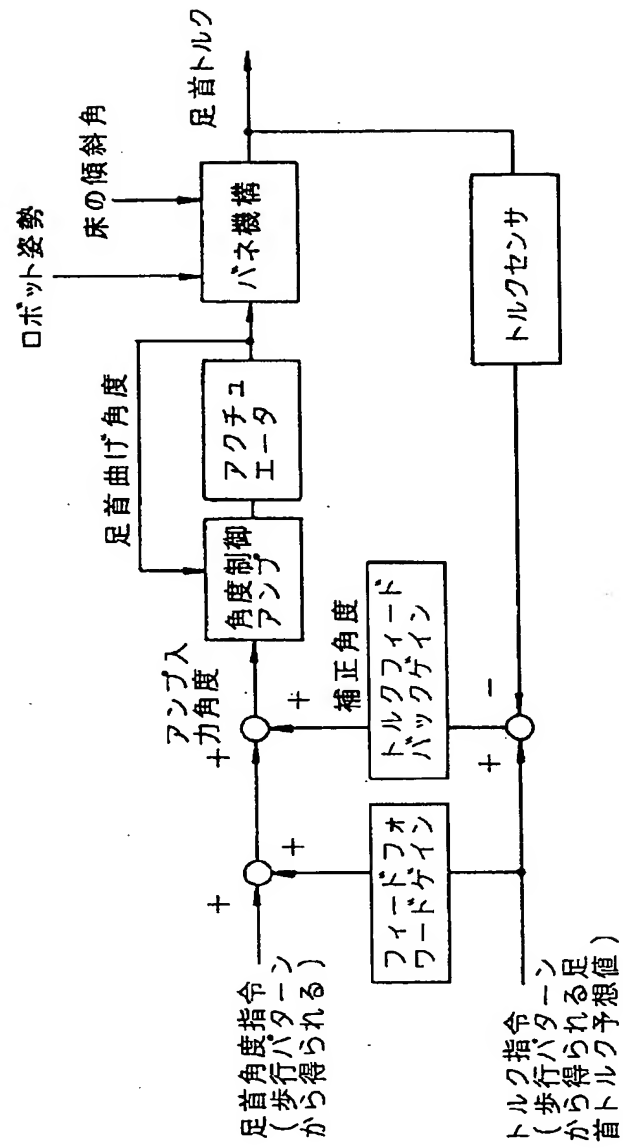 足首角度指令
(歩行パターン
から得られる)
トルク指令
(歩行パターン
から得られる足
首トルク予想値)
+
+
フィードフォ
ワードゲイン
アンプ入
力角度
+
+
補正角度
トルクフィード
バックゲイン
+
-
角度制御
アンプ
足首曲げ角度
アクチュ
エータ
ロボット姿勢
床の傾斜角
バネ機構
トルクセンサ
足首トルク